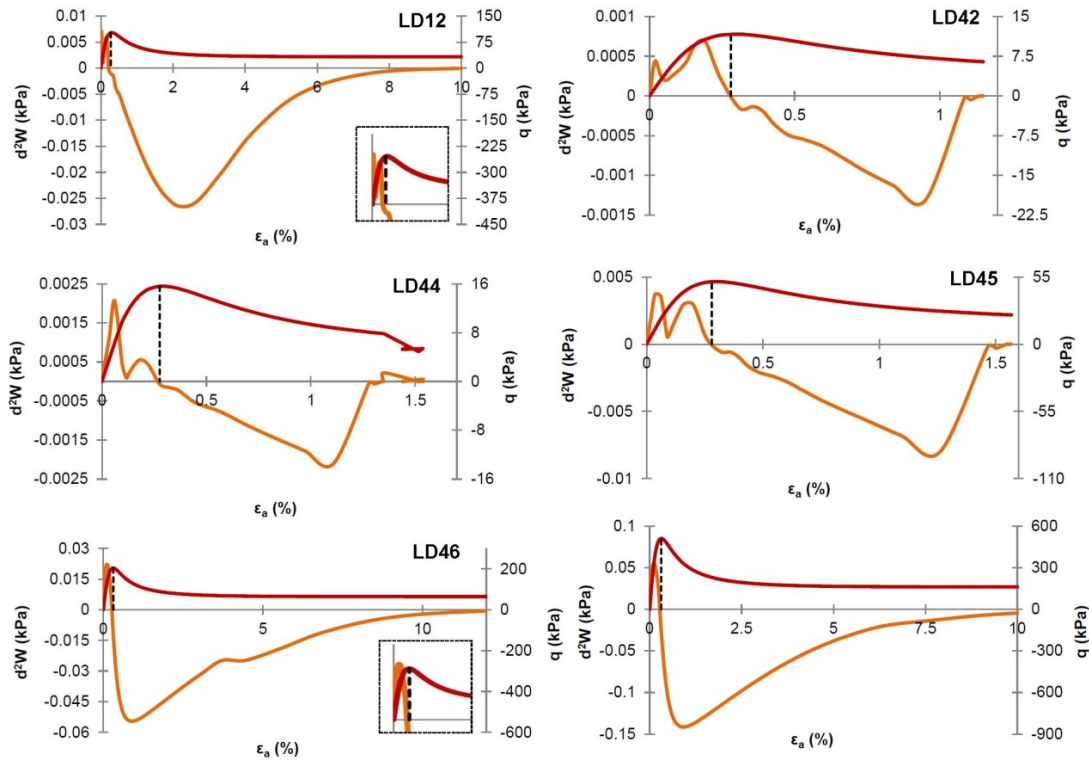 LD12
d²W (kPa)
0.01
0.005
0
-0.005
-0.01
-0.015
-0.02
-0.025
-0.03
2 4 6 8 10
150
75
0
-75
-150
-225
-300
-375
-450
q (kPa)
εa (%)
LD42
d²W (kPa)
0.001
0.0005
0
-0.0005
-0.001
-0.0015
0 0.5 1
15
7.5
0
-7.5
-15
-22.5
q (kPa)
εa (%)
LD44
d²W (kPa)
0.0025
0.0015
0.0005
-0.0005
-0.0015
-0.0025
0 0.5 1 1.5
16
8
0
-8
-16
q (kPa)
εa (%)
LD45
d²W (kPa)
0.005
0
-0.005
-0.01
0 0.5 1 1.5
55
0
-55
-110
q (kPa)
εa (%)
LD46
d²W (kPa)
0.03
0.015
0
-0.015
-0.03
-0.045
-0.06
0 5 10
200
0
-200
-400
-600
q (kPa)
εa (%)
d²W (kPa)
0.1
0.05
0
-0.05
-0.1
-0.15
0 2.5 5 7.5 10
600
300
0
-300
-600
-900
q (kPa)
εa (%)